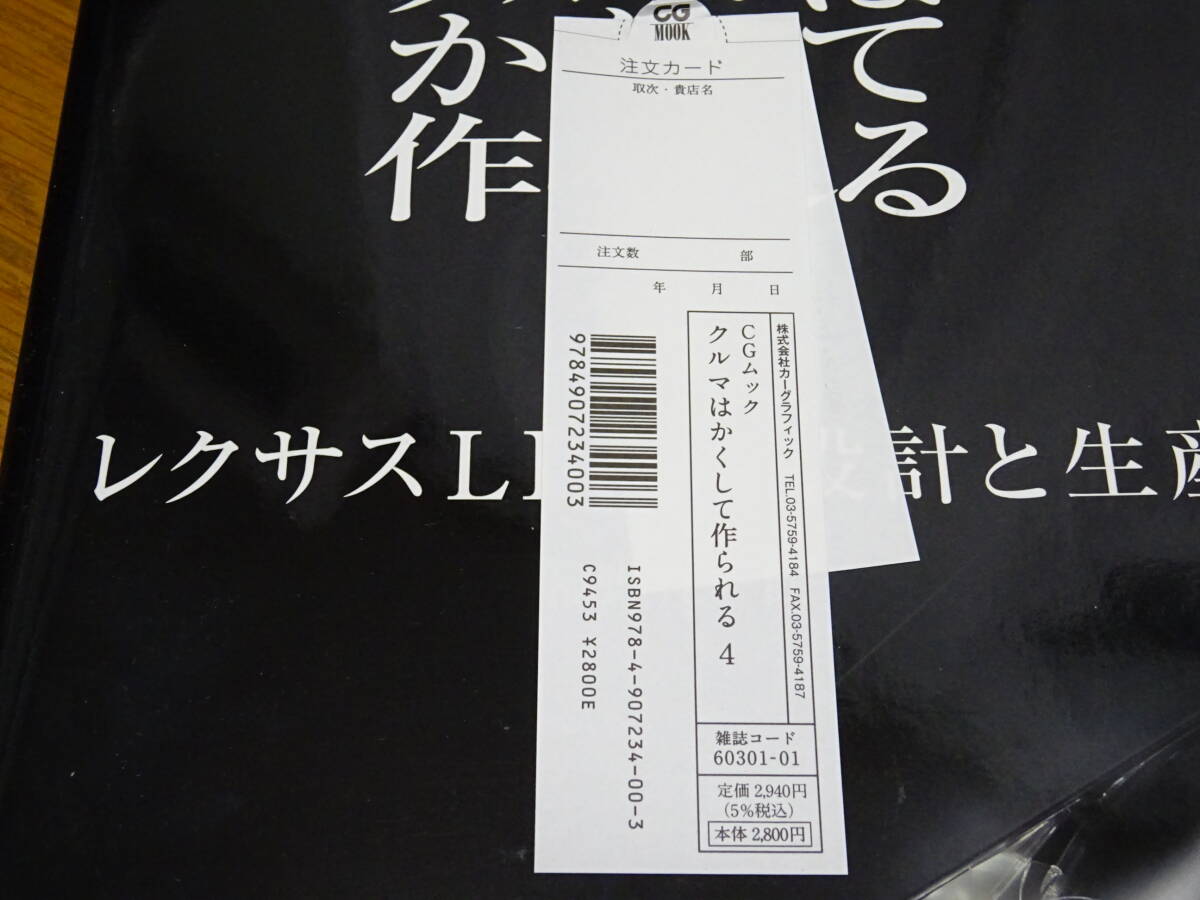 か て
作 る
レクサスL 設計と生産
CG
MOOK
注文カード
取次・貴店名
注文数 部
年 月 日
株式会社カーグラフィック TEL.03-5759-4184 FAX.03-5759-4187
CGムック
クルマはかくして作られる 4
9784907234003
ISBN978-4-907234-00-3
C9453 ¥2800E
雑誌コード
60301-01
定価 2,940円
(5%税込)
本体 2,800円